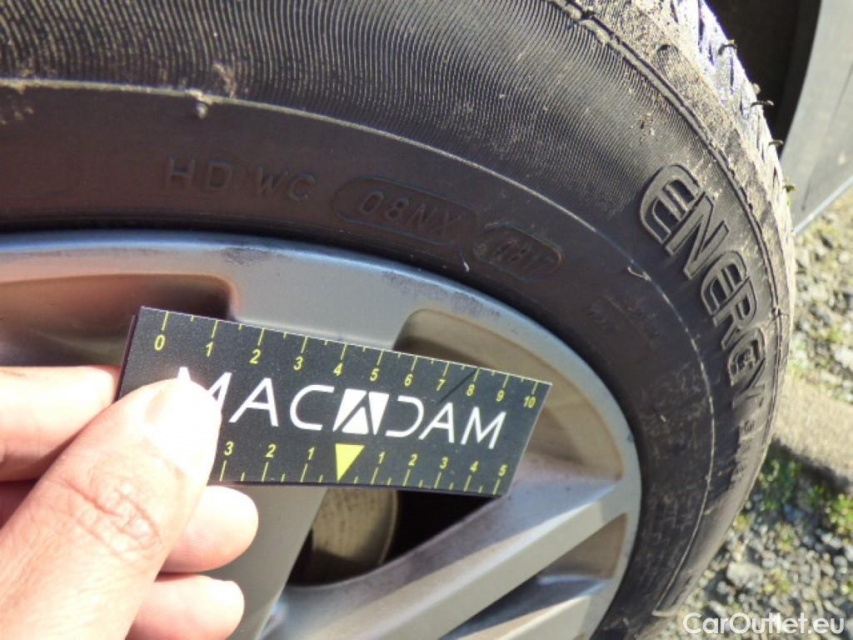 HD WC 08NX
ENERGY
0 1 2 3 4 5 6 7 8 9 10
MACADAM
3 2 1 1 2 3 4 5
CarOutlet.eu